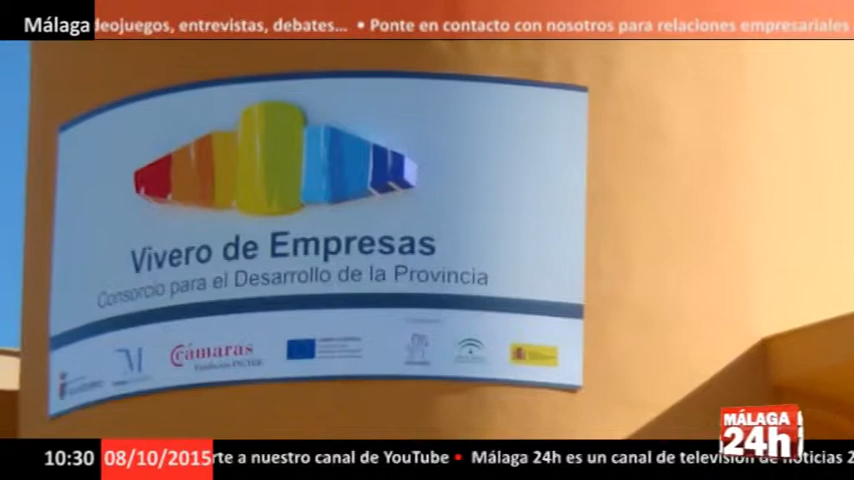 Málaga deojuegos, entrevistas, debates... • Ponte en contacto con nosotros para relaciones empresariales
Vivero de Empresas
Consorcio para el Desarrollo de la Provincia
M
Cámaras
Fundación INCYDE
MÁLAGA
24h
10:30 08/10/2015 rte a nuestro canal de YouTube • Málaga 24h es un canal de televisión de noticias 2